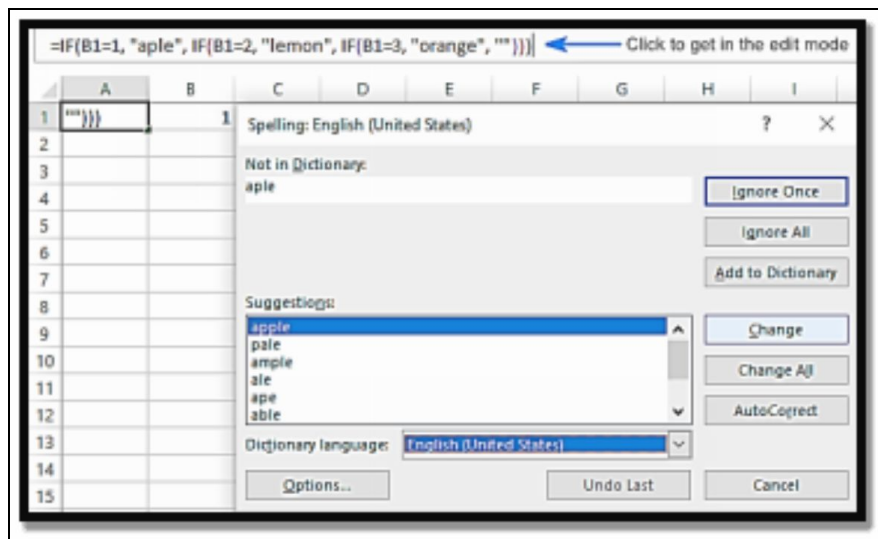 =IF(B1=1, "aple", IF(B1=2, "lemon", IF(B1=3, "orange", ""))) Click to get in the edit mode
A B C D E F G H I
1 ""))) 1
Spelling: English (United States) ? ×
2
Not in Dictionary:
3
aple
4
Ignore Once
5
Ignore All
6
7
Add to Dictionary
8
Suggestions:
9
apple
Change
pale
10
ample
Change All
11
ale
ape
12
able
AutoCorrect
13
Dictionary language: English (United States)
14
Options... Undo Last Cancel
15